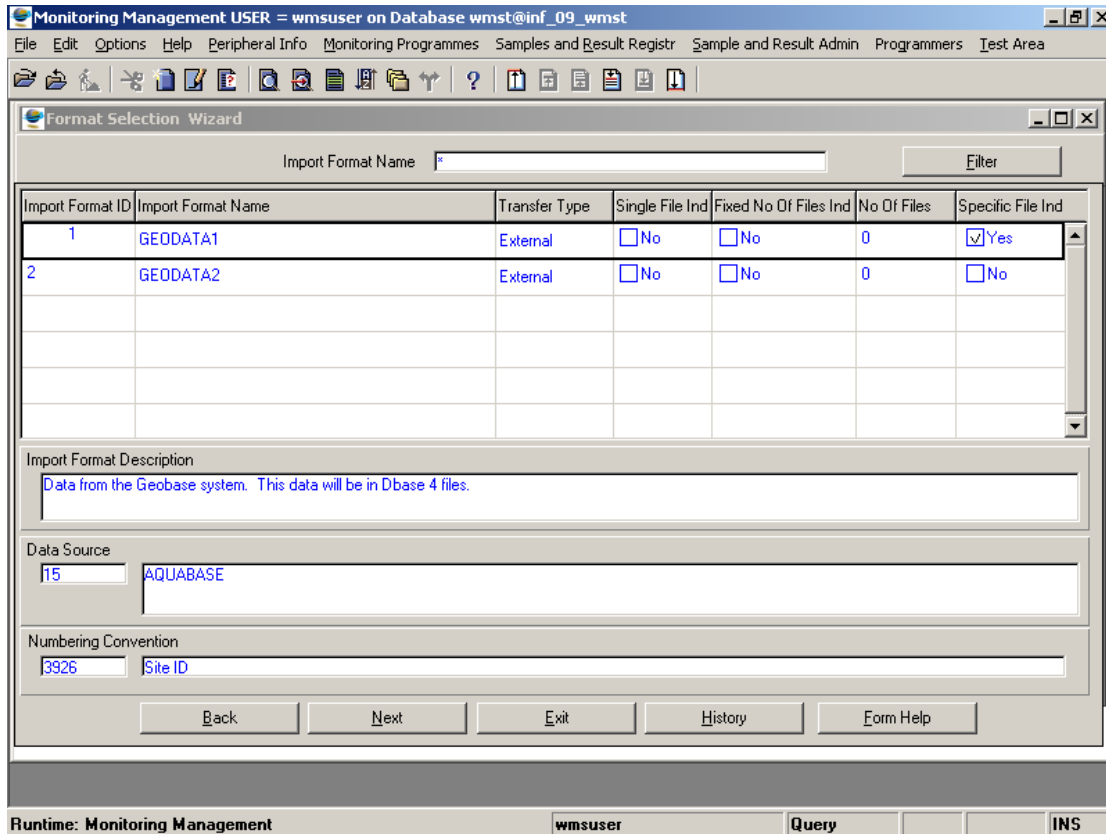 Monitoring Management USER = wmsuser on Database wmst@inf_09_wmst
File Edit Options Help Peripheral Info Monitoring Programmes Samples and Result Registr Sample and Result Admin Programmers Test Area
Format Selection Wizard
Import Format Name * Filter
Import Format ID Import Format Name Transfer Type Single File Ind Fixed No Of Files Ind No Of Files Specific File Ind
1 GEODATA1 External No No 0 Yes
2 GEODATA2 External No No 0 No
Import Format Description
Data from the Geobase system. This data will be in Dbase 4 files.
Data Source
15 AQUABASE
Numbering Convention
3926 Site ID
Back Next Exit History Form Help
Runtime: Monitoring Management wmsuser Query INS